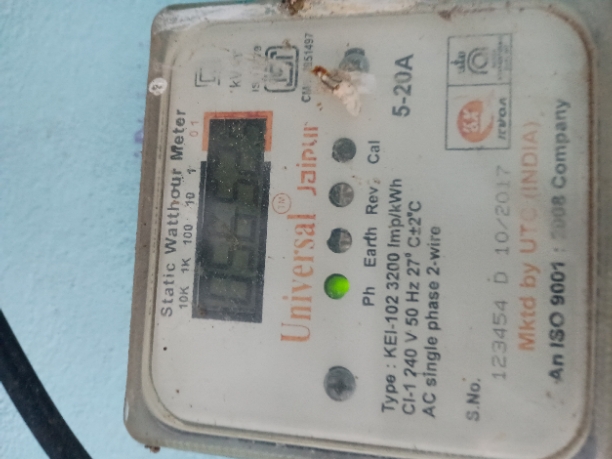 Static Watthour Meter
10K 1K 100 10 1 0.1
CM
5-20A
Universal TM Jaipur
Ph Earth Rev. Cal
Type : KEI-102 3200 Imp/kWh
Cl-1 240 V 50 Hz 27° C±2°C
AC single phase 2-wire
S.No. 123454 D 10/2017
Mktd by UTC (INDIA)
An ISO 9001 : 2008 Company